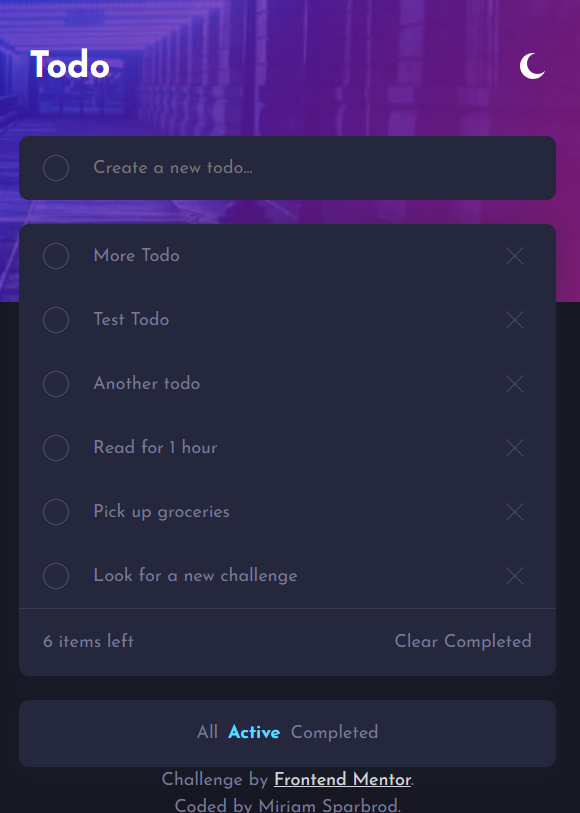 Todo
Create a new todo...
More Todo
Test Todo
Another todo
Read for 1 hour
Pick up groceries
Look for a new challenge
6 items left Clear Completed
All Active Completed
Challenge by Frontend Mentor.
Coded by Miriam Sparbrod.